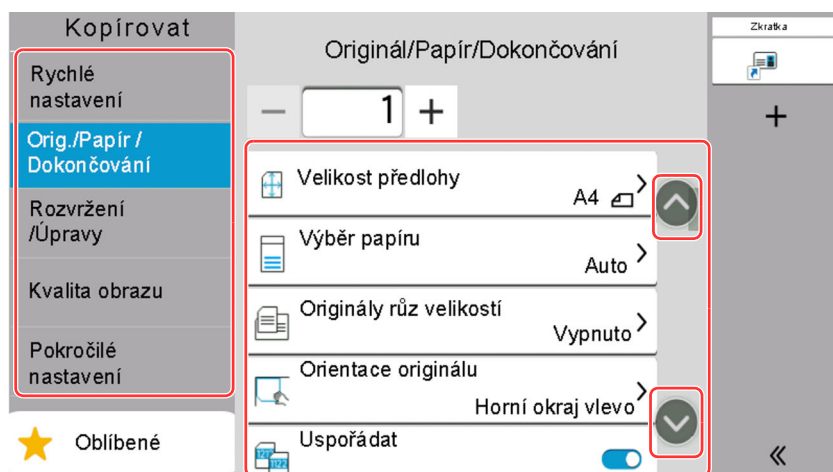 Kopírovat
Rychlé
nastavení
Orig./Papír /
Dokončování
Rozvržení
/Úpravy
Kvalita obrazu
Pokročilé
nastavení
Oblíbené
Originál/Papír/Dokončování
1
Velikost předlohy
A4
Výběr papíru
Auto
Originály růz velikostí
Vypnuto
Orientace originálu
Horní okraj vlevo
Uspořádat
Zkratka